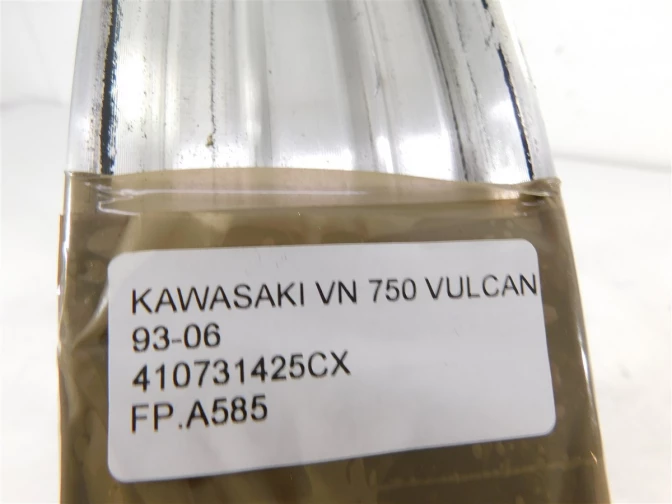 KAWASAKI VN 750 VULCAN
93-06
410731425CX
FP.A585